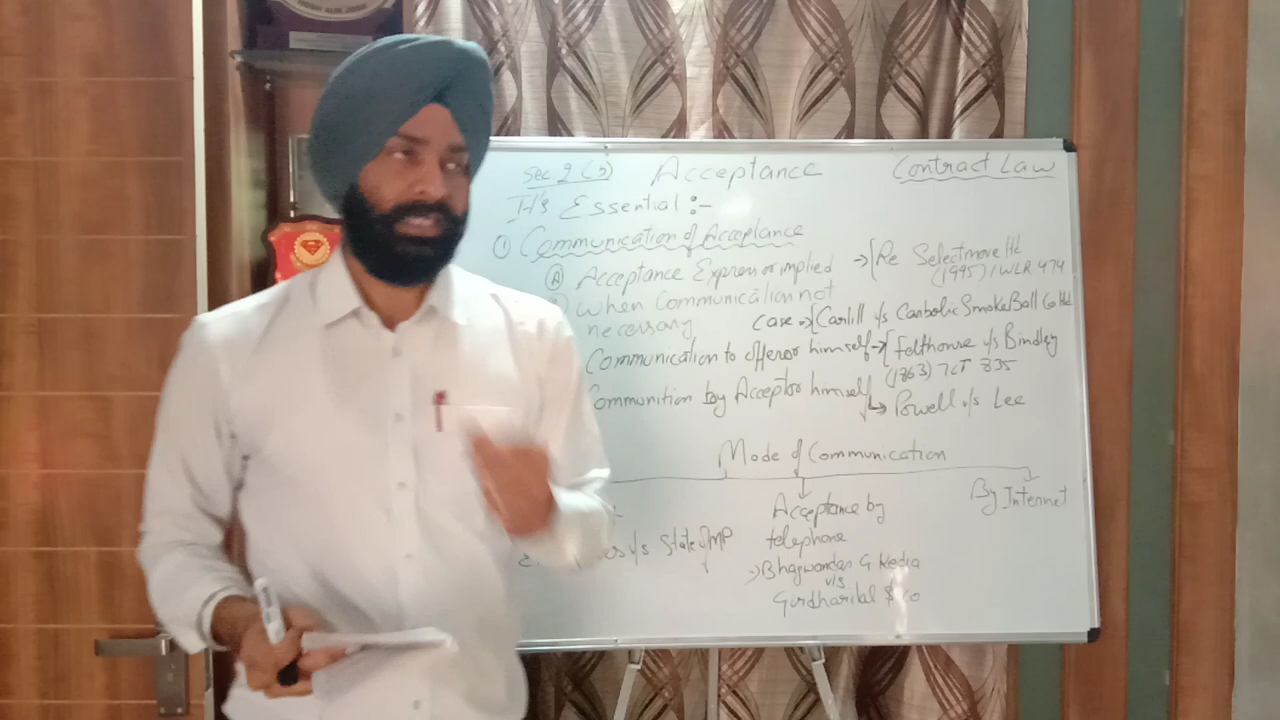 HOSH
Sec 2 (b) Acceptance Contract Law
It's Essential :-
① Communication of Acceptance
Ⓐ Acceptance Express or implied → [Re Selectmove ltd
(1995) 1 WLR 474
When Communication not
necessary Case → [Carlill v/s Carbolic Smoke Ball Co ltd
Communication to offeror himself → [Felthouse v/s Bindley
(1863) 7 LT 835
Communition by Acceptor himself
↳ Powell v/s Lee
Mode of Communication
Acceptance by By Internet
telephone
v/s State of MP
→ Bhagwandas G Kedia
v/s
Girdharilal $ co